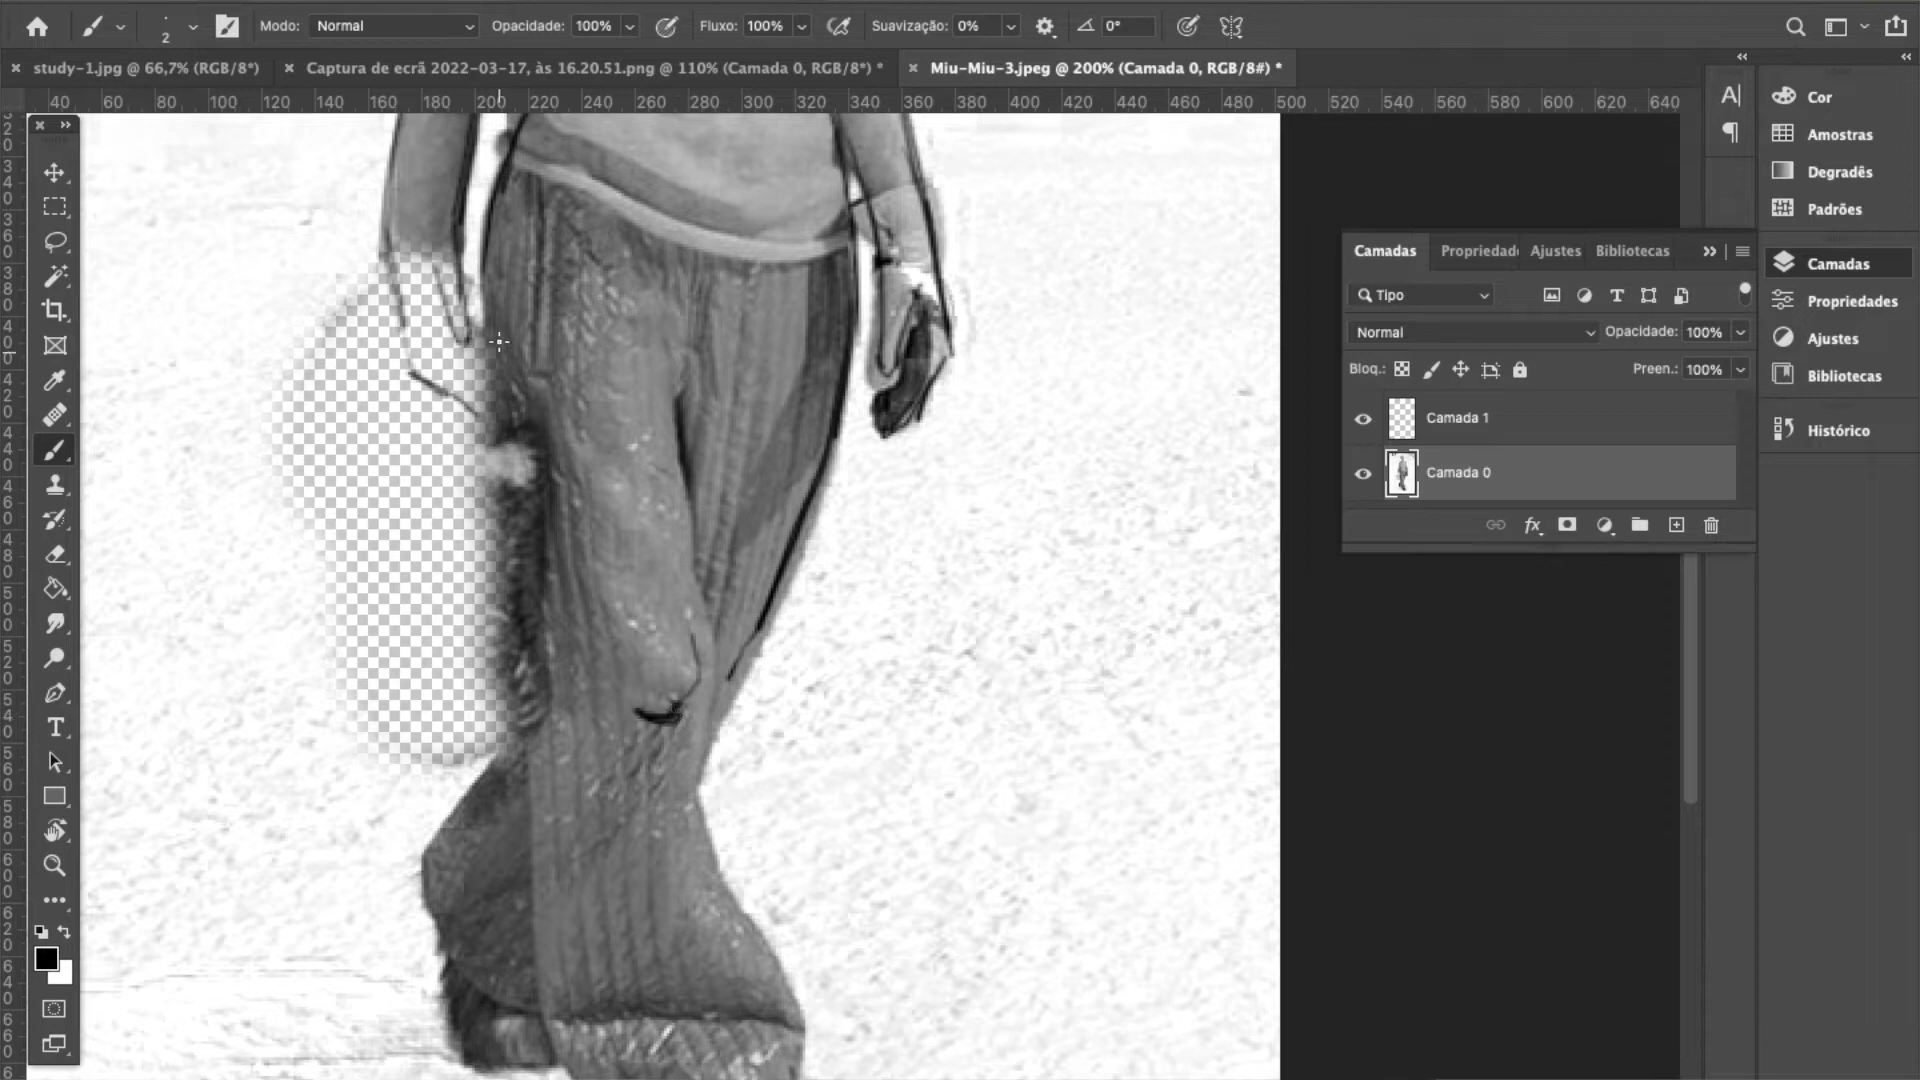 2
Modo: Normal
Opacidade: 100%
Fluxo: 100%
Suavização: 0%
0°
study-1.jpg @ 66,7% (RGB/8*)
Captura de ecrã 2022-03-17, às 16.20.51.png @ 110% (Camada 0, RGB/8*) *
Miu-Miu-3.jpeg @ 200% (Camada 0, RGB/8#) *
40 60 80 100 120 140 160 180 200 220 240 260 280 300 320 340 360 380 400 420 440 460 480 500 520 540 560 580 600 620 640
Cor
Amostras
Degradês
Padrões
Camadas
Propriedades
Ajustes
Bibliotecas
Histórico
Camadas
Propriedad
Ajustes
Bibliotecas
Tipo
Normal
Opacidade: 100%
Bloq.:
Preen.: 100%
Camada 1
Camada 0
fx